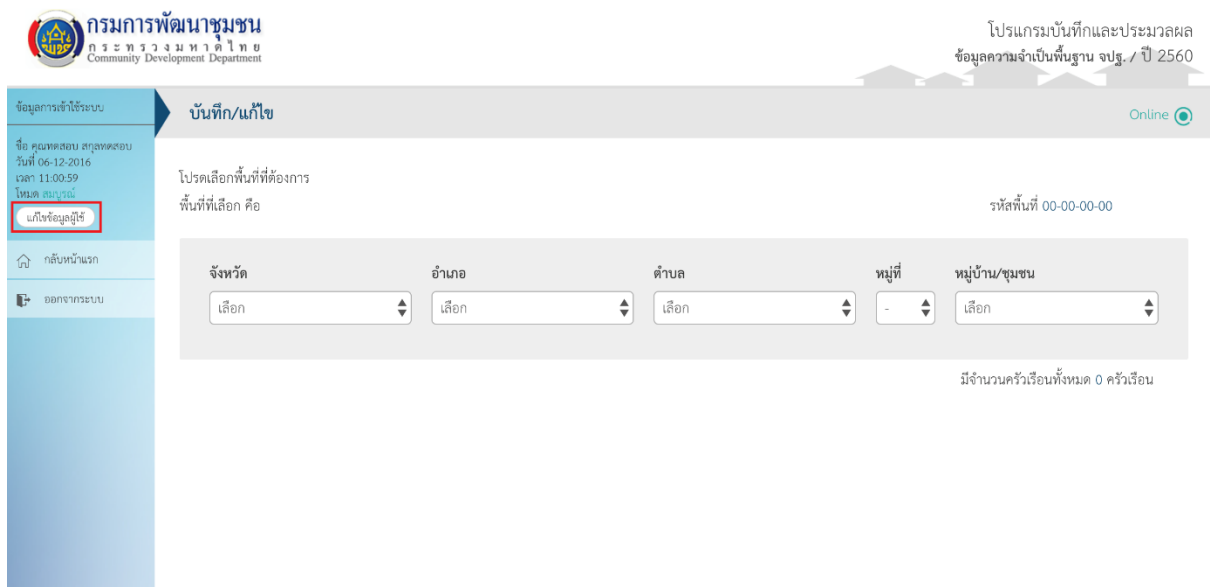 กรมการพัฒนาชุมชน
กระทรวงมหาดไทย
Community Development Department
โปรแกรมบันทึกและประมวลผล
ข้อมูลความจำเป็นพื้นฐาน จปฐ. / ปี 2560
ข้อมูลการเข้าใช้ระบบ
บันทึก/แก้ไข
Online
ชื่อ คุณทดสอบ สกุลทดสอบ
วันที่ 06-12-2016
เวลา 11:00:59
โหมด สมบูรณ์
แก้ไขข้อมูลผู้ใช้
กลับหน้าแรก
ออกจากระบบ
โปรดเลือกพื้นที่ที่ต้องการ
พื้นที่ที่เลือก คือ
รหัสพื้นที่ 00-00-00-00
จังหวัด อำเภอ ตำบล หมู่ที่ หมู่บ้าน/ชุมชน
เลือก เลือก เลือก - เลือก
มีจำนวนครัวเรือนทั้งหมด 0 ครัวเรือน